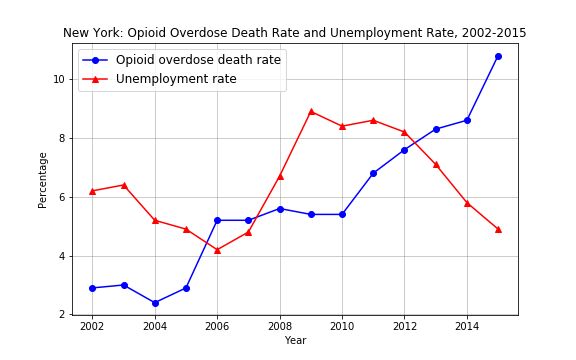 New York: Opioid Overdose Death Rate and Unemployment Rate, 2002-2015
Opioid overdose death rate
Unemployment rate
Percentage
10
8
6
4
2
2002 2004 2006 2008 2010 2012 2014
Year